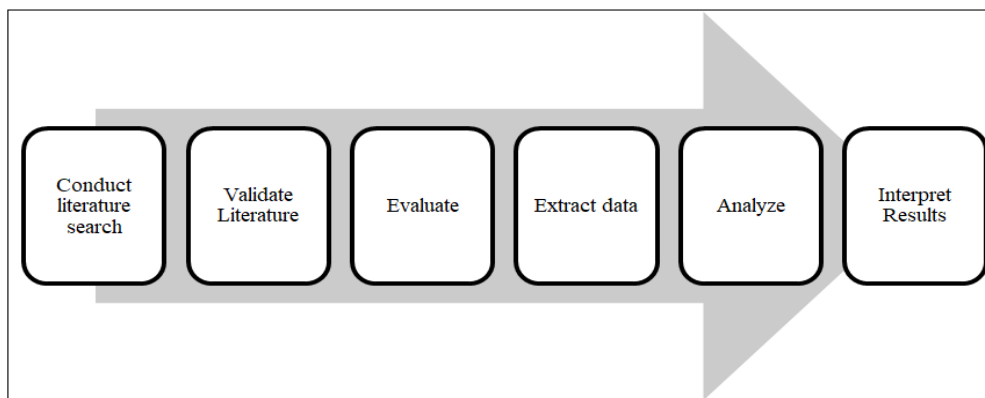 Conduct
literature
search
Validate
Literature
Evaluate
Extract data
Analyze
Interpret
Results